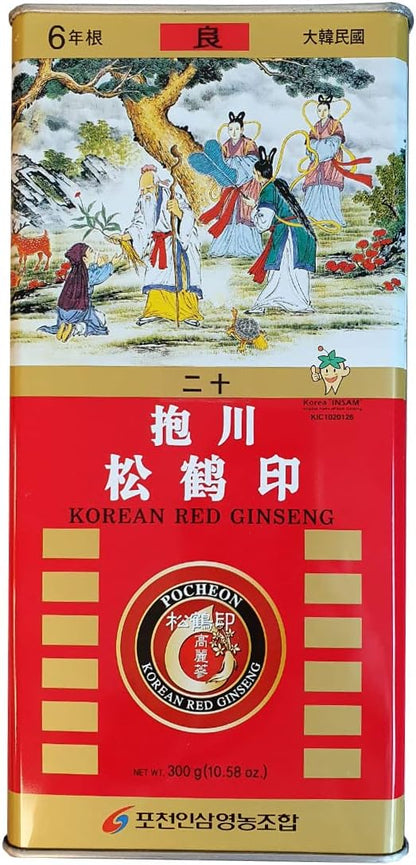 6年根 良 大韓民國
二十
Korea "INSAM"
KIC1020126
抱川
松鶴印
KOREAN RED GINSENG
POCHEON
松鶴印
高麗蔘
KOREAN RED GINSENG
NET WT. 300 g (10.58 oz.)
포천인삼영농조합